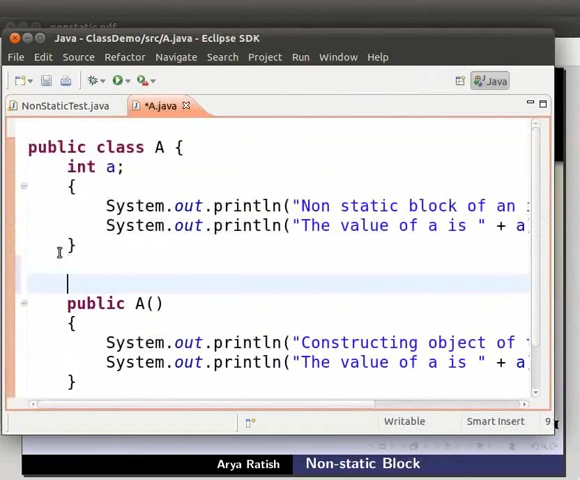 nonstatic.pdf
Java - ClassDemo/src/A.java - Eclipse SDK
File Edit Source Refactor Navigate Search Project Run Window Help
Java
NonStaticTest.java *A.java
public class A {
int a;
{
System.out.println("Non static block of an
System.out.println("The value of a is " + a
}
public A()
{
System.out.println("Constructing object of
System.out.println("The value of a is " + a
}
Writable Smart Insert 9
Arya Ratish Non-static Block